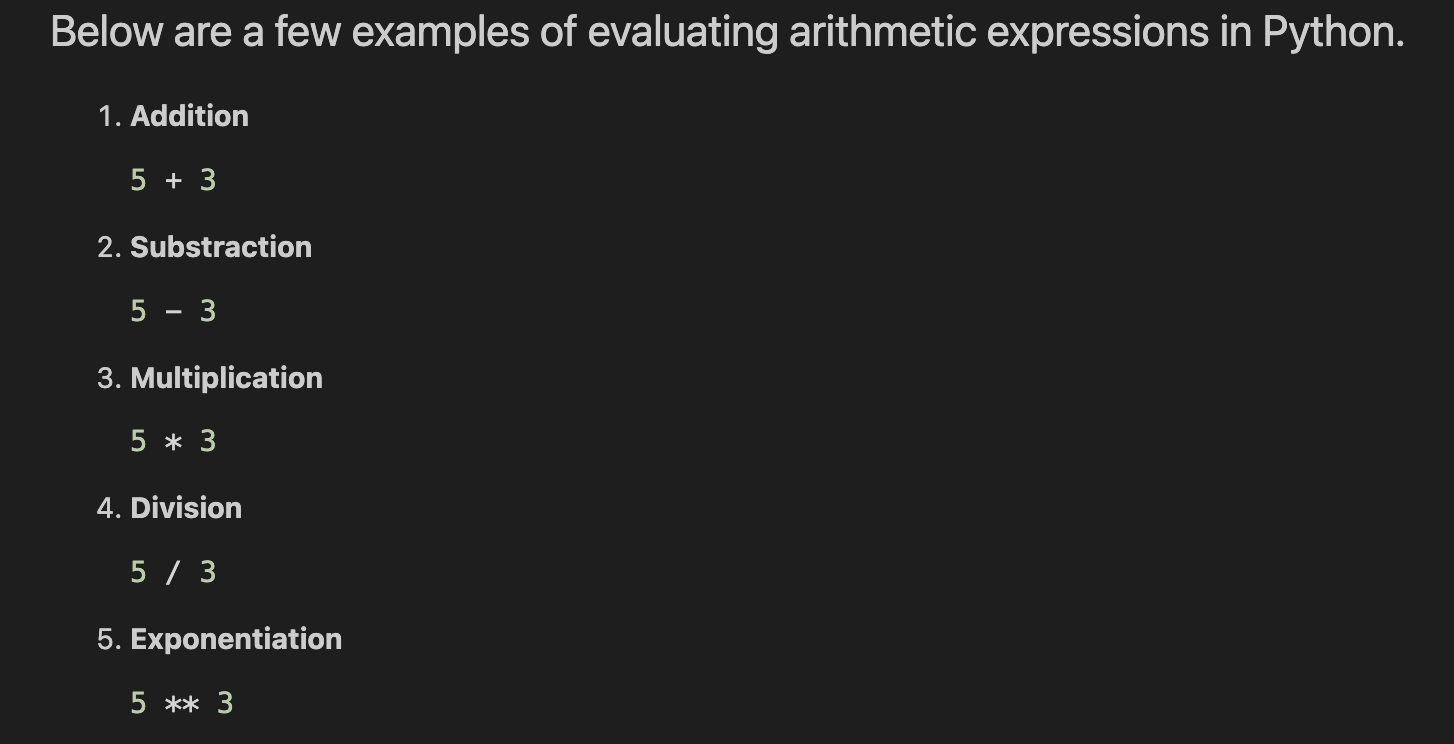 Below are a few examples of evaluating arithmetic expressions in Python.
1. Addition
5 + 3
2. Substraction
5 - 3
3. Multiplication
5 * 3
4. Division
5 / 3
5. Exponentiation
5 ** 3